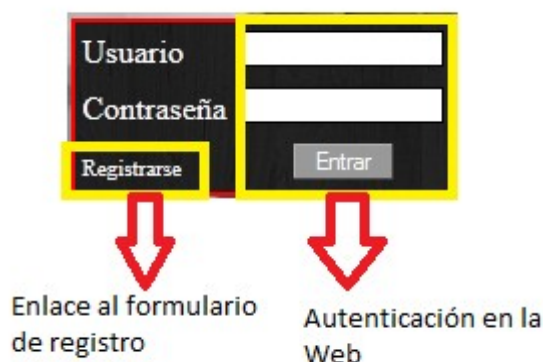 Usuario
Contraseña
Registrarse
Entrar
Enlace al formulario
de registro
Autenticación en la
Web